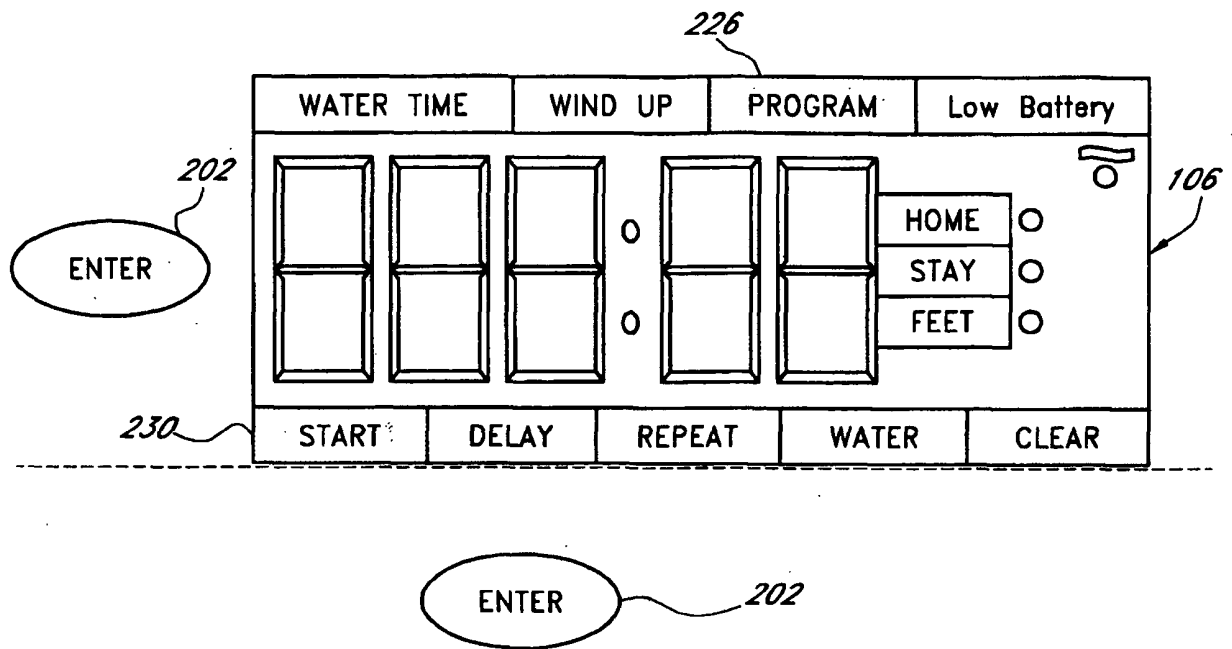 226
WATER TIME WIND UP PROGRAM Low Battery
202
106
ENTER
HOME
STAY
FEET
230
START DELAY REPEAT WATER CLEAR
ENTER
202